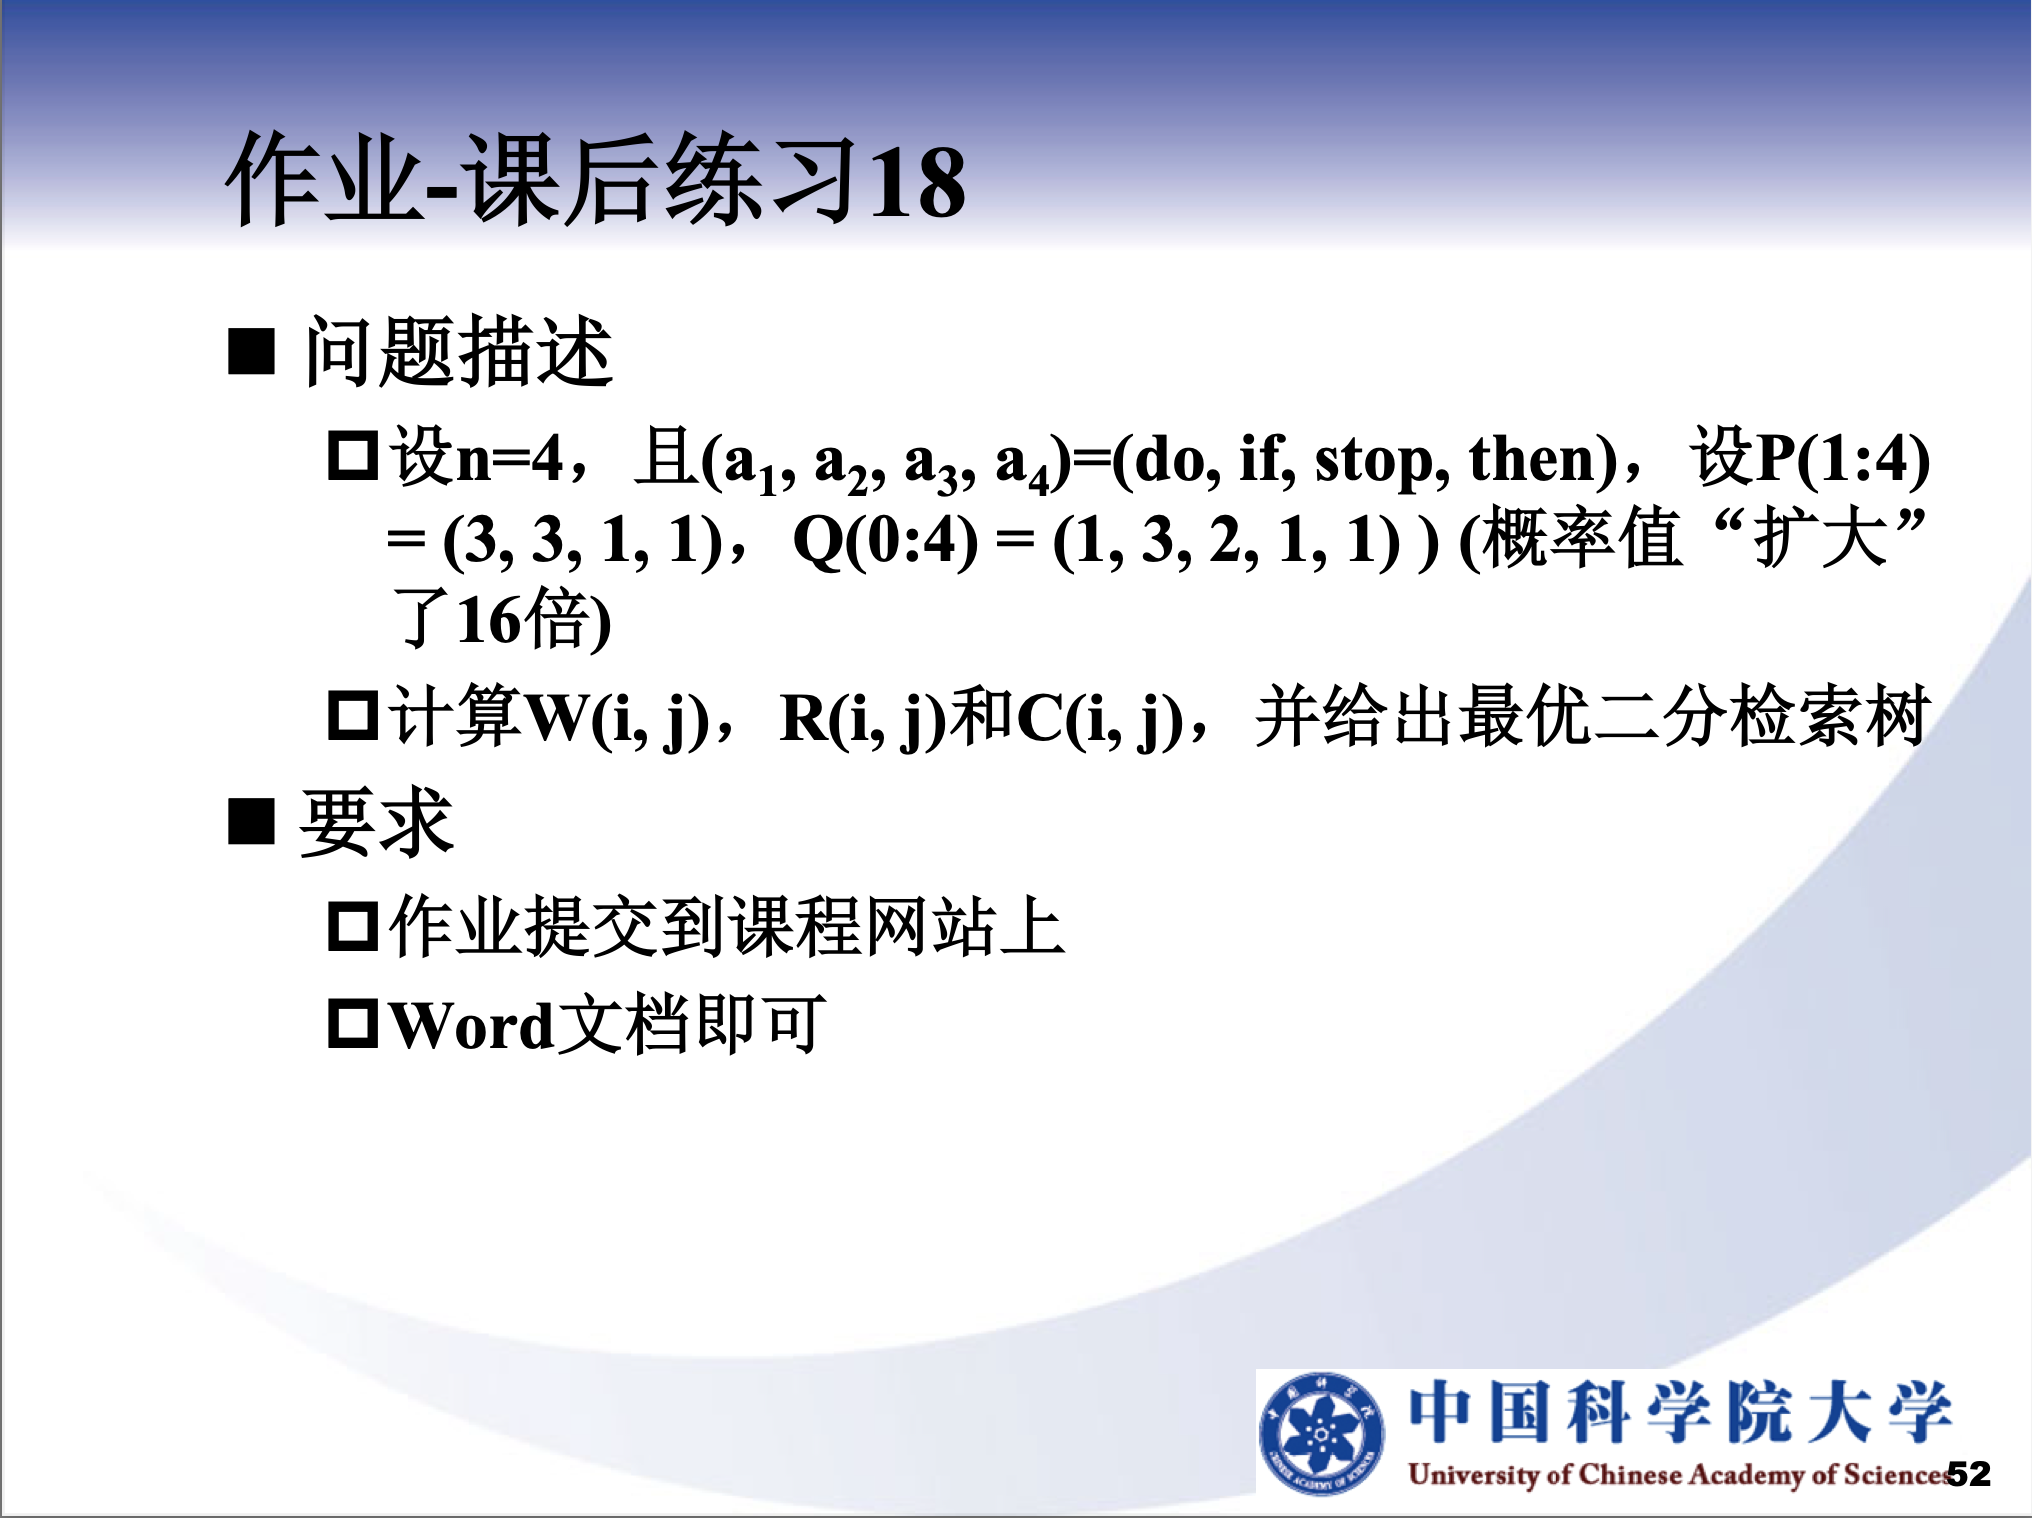 作业-课后练习18
问题描述
设n=4，且(a1, a2, a3, a4)=(do, if, stop, then)，设P(1:4)
= (3, 3, 1, 1)，Q(0:4) = (1, 3, 2, 1, 1) ) (概率值“扩大”
了16倍)
计算W(i, j)，R(i, j)和C(i, j)，并给出最优二分检索树
要求
作业提交到课程网站上
Word文档即可
中国科学院大学
University of Chinese Academy of Sciences
52